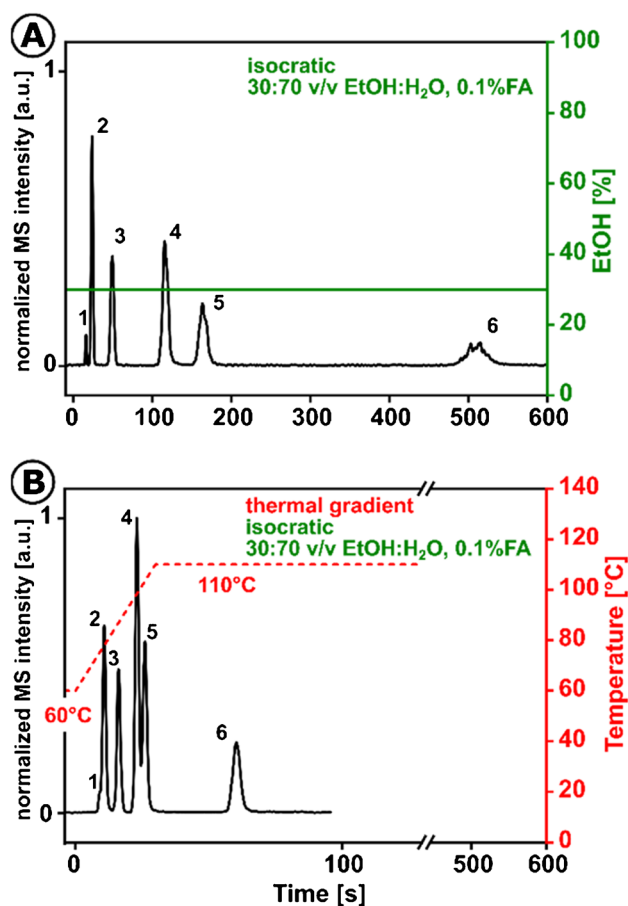 A
normalized MS intensity [a.u.]
1
0
isocratic
30:70 v/v EtOH:H₂O, 0.1%FA
1
2
3
4
5
6
100
80
60
40
20
0
EtOH [%]
0 100 200 300 400 500 600
B
normalized MS intensity [a.u.]
1
0
thermal gradient
isocratic
30:70 v/v EtOH:H₂O, 0.1%FA
60°C
110°C
1
2
3
4
5
6
140
120
100
80
60
40
20
0
Temperature [°C]
0 100 500 600
Time [s]